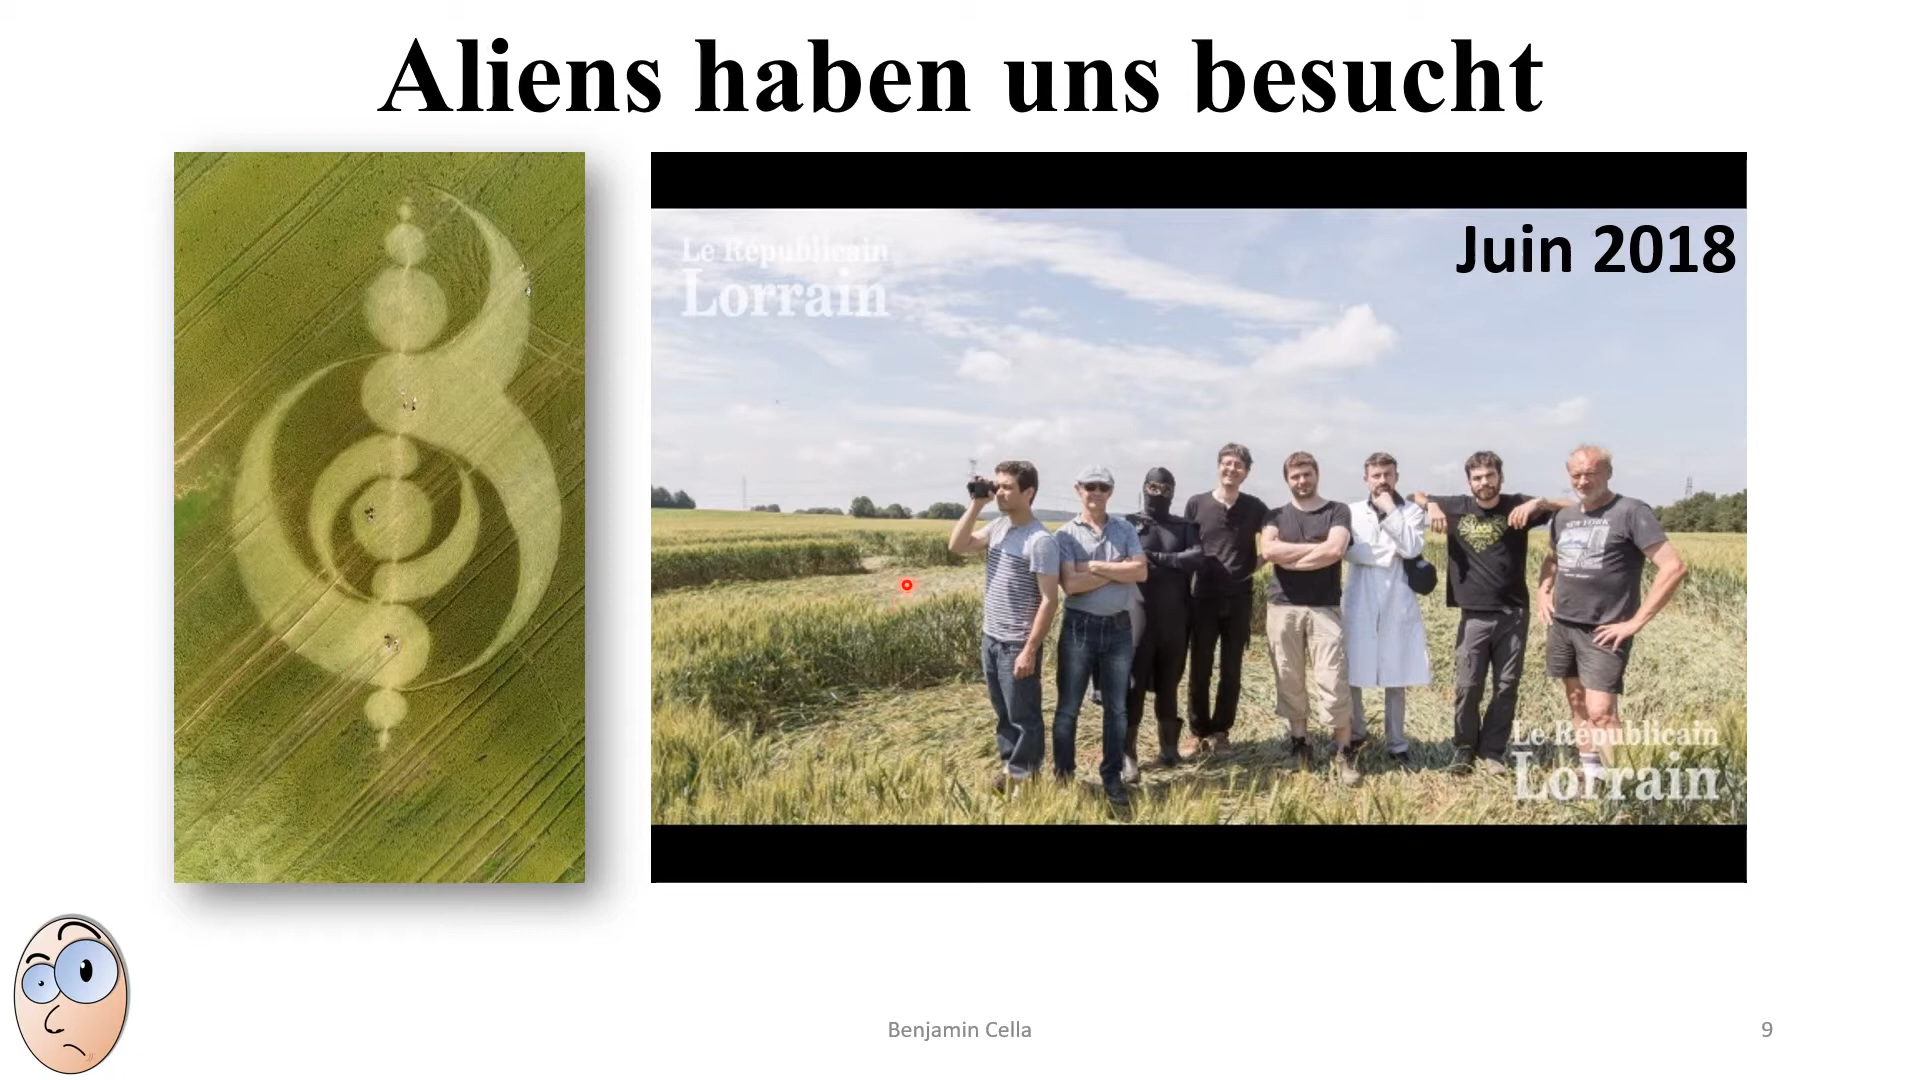 Aliens haben uns besucht
Juin 2018
Le Républicain
Lorrain
Le Républicain
Lorrain
Benjamin Cella
9